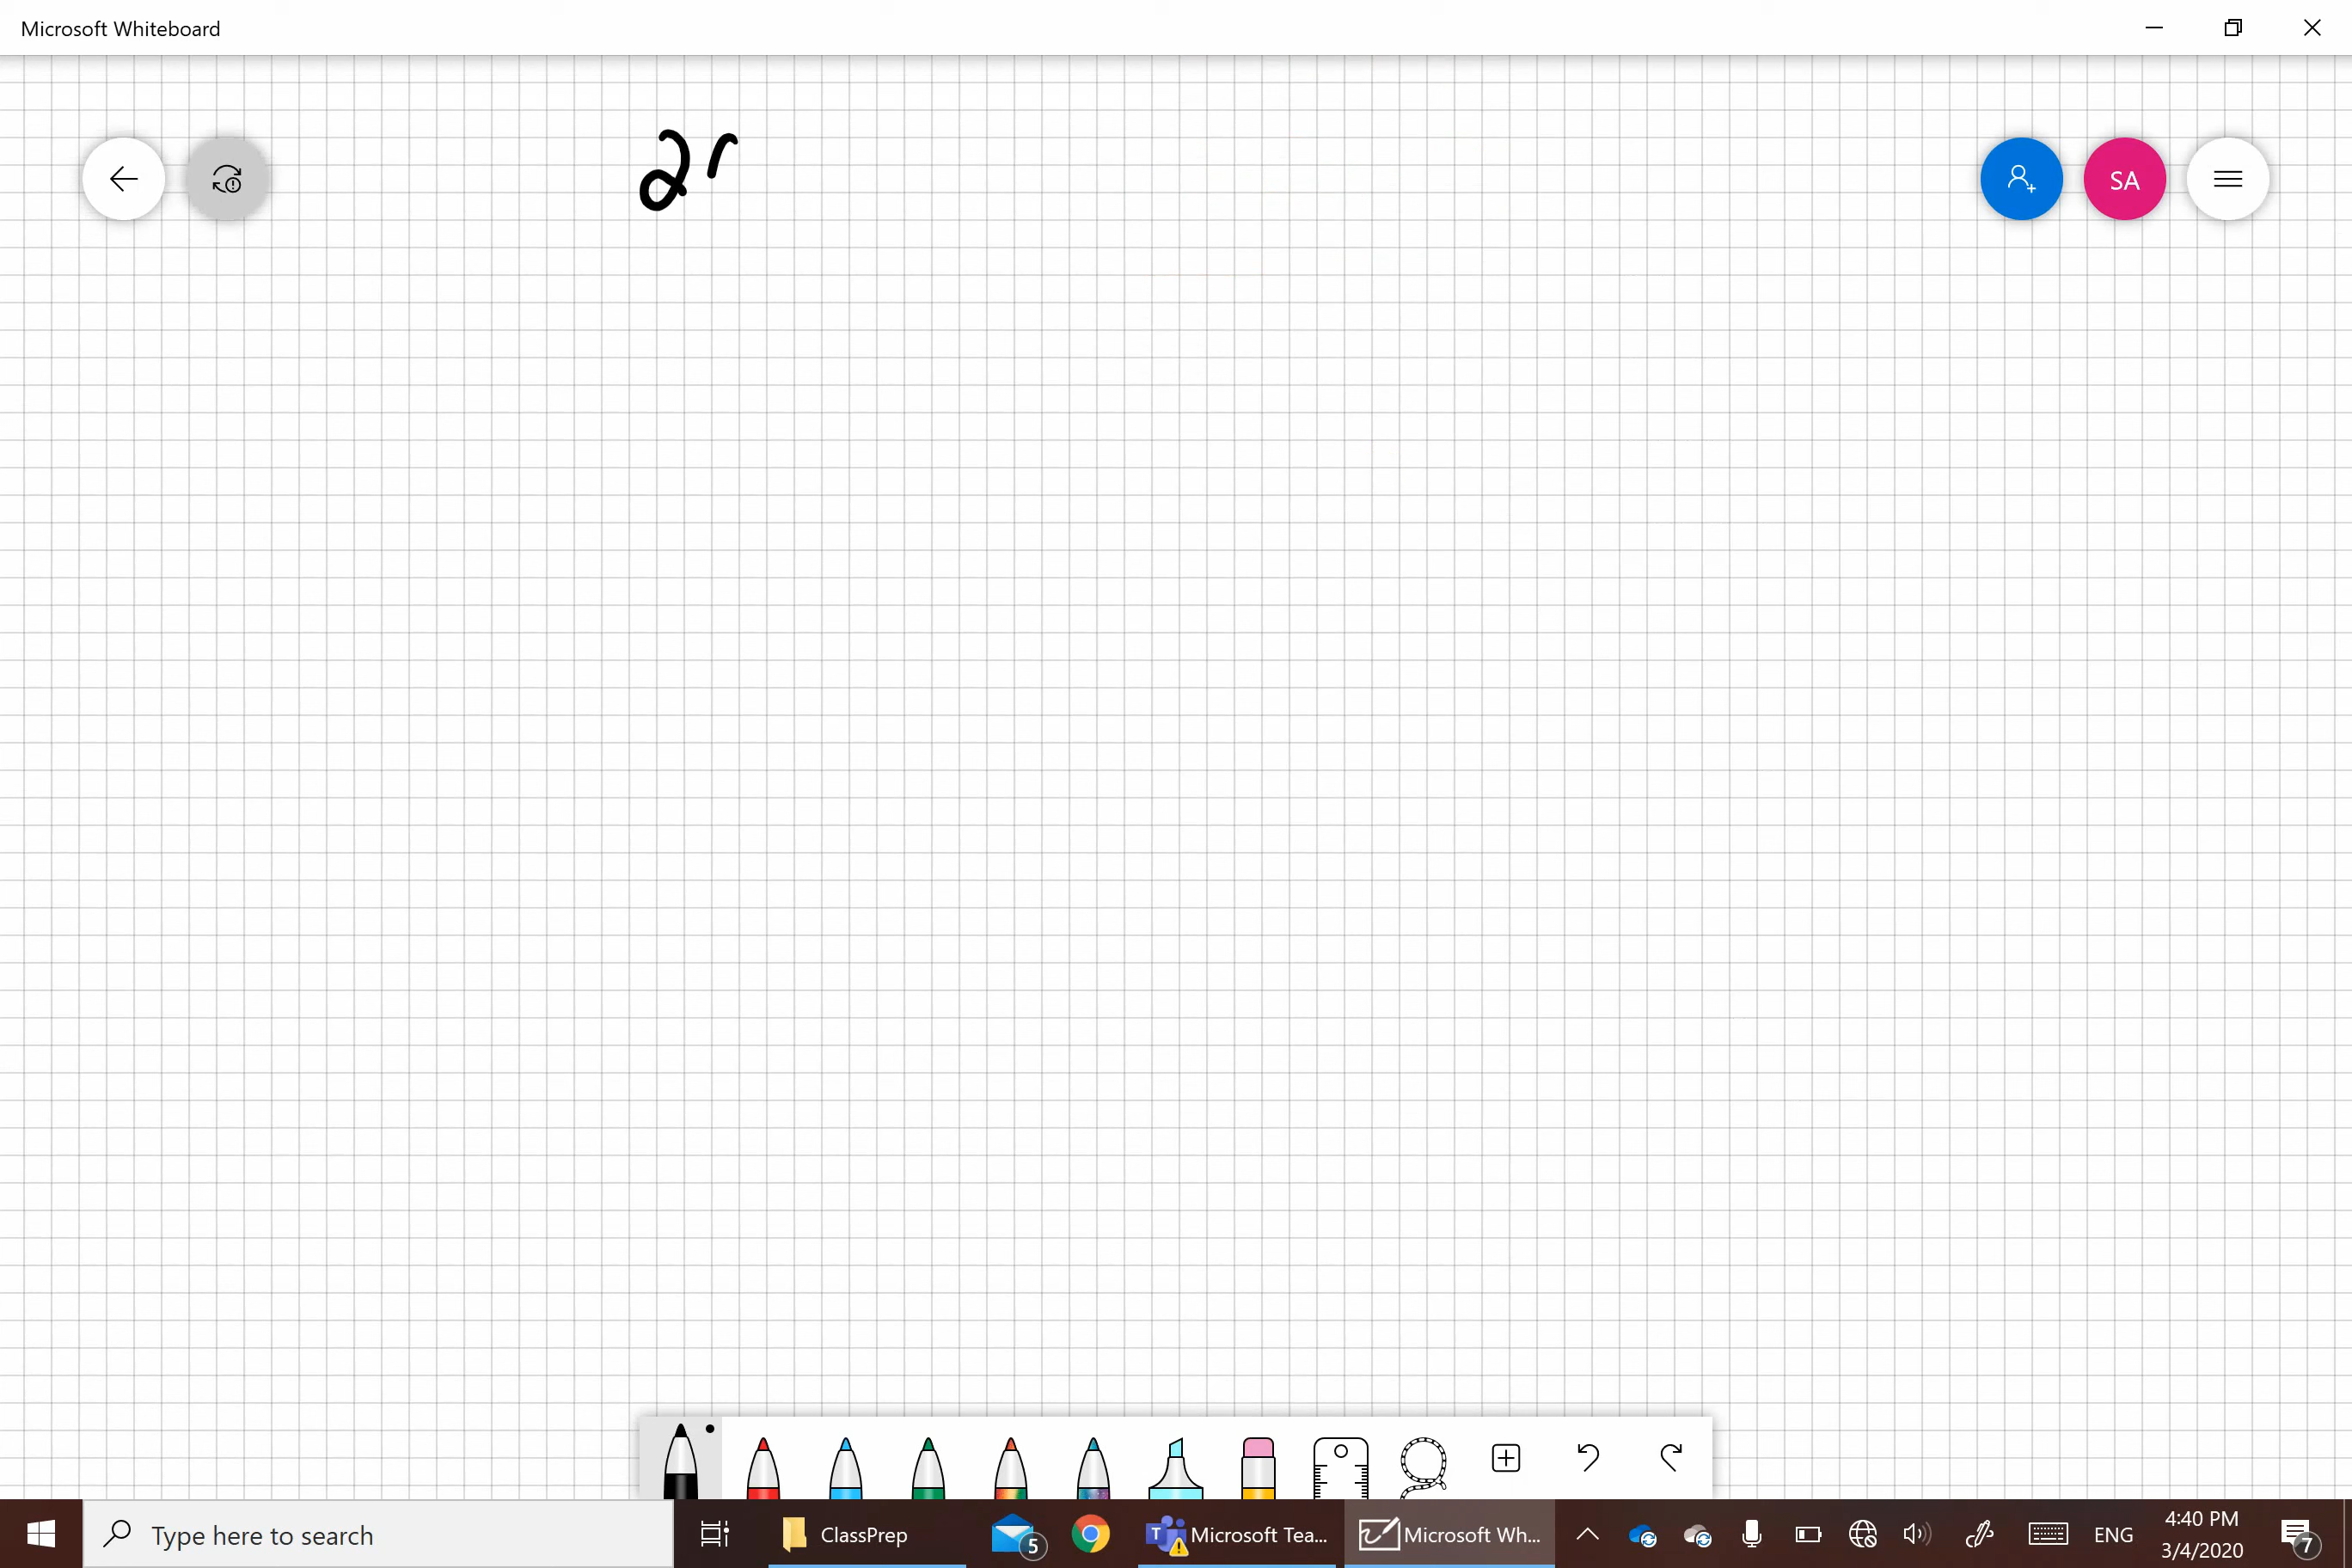 Microsoft Whiteboard
2r
SA
Type here to search
ClassPrep
5
Microsoft Tea...
Microsoft Wh...
ENG
4:40 PM
3/4/2020
7